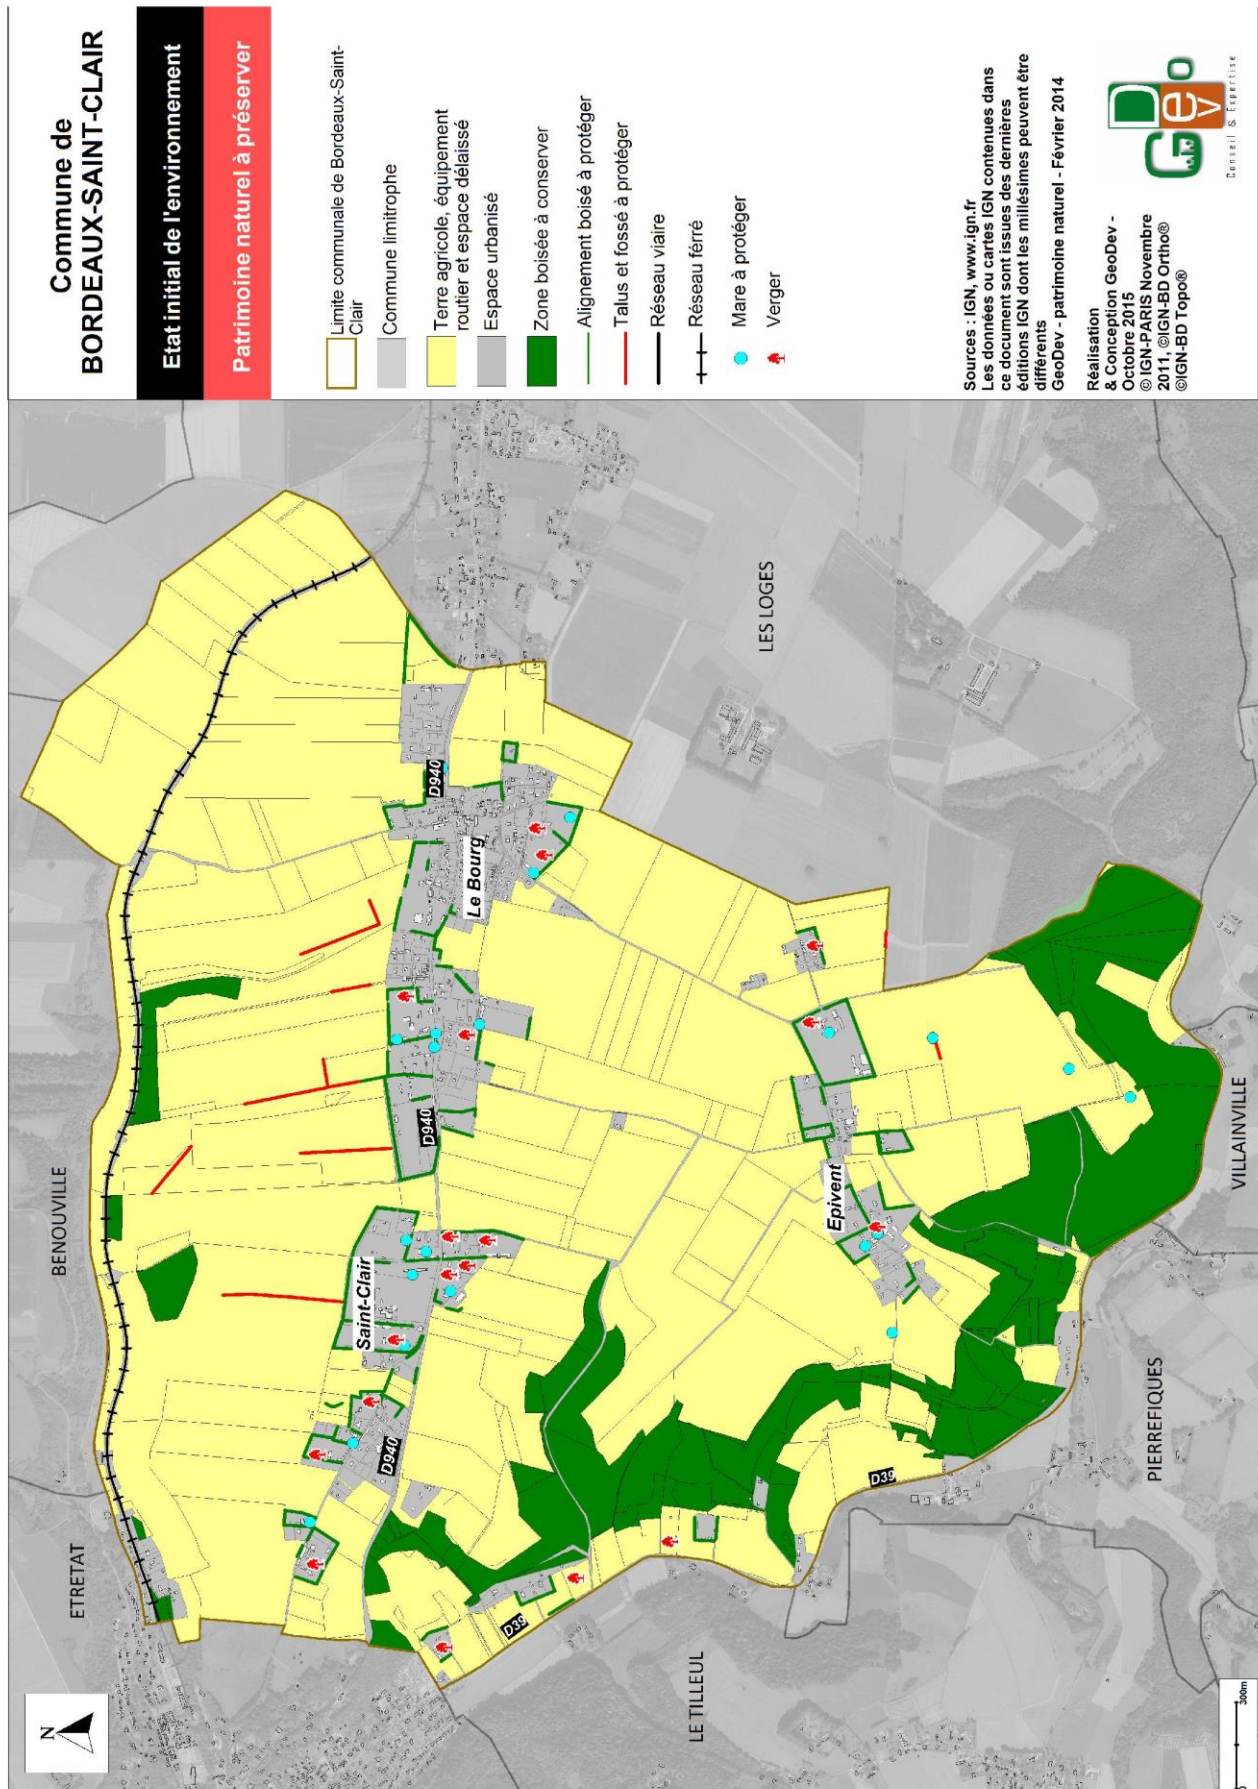 Commune de
BORDEAUX-SAINT-CLAIR
Etat initial de l'environnement
Patrimoine naturel à préserver
Limite communale de Bordeaux-Saint-
Clair
Commune limitrophe
Terre agricole, équipement
routier et espace délaissé
Espace urbanisé
Zone boisée à conserver
Alignement boisé à protéger
Talus et fossé à protéger
Réseau viaire
Réseau férré
Mare à protéger
Verger
Sources : IGN, www.ign.fr
Les données ou cartes IGN contenues dans
ce document sont issues des dernières
éditions IGN dont les millésimes peuvent être
différents
GeoDev - patrimoine naturel - Février 2014
Réalisation
& Conception GeoDev -
Octobre 2015
© IGN-PARIS Novembre
2011, ©IGN-BD Ortho®
©IGN-BD Topo®
GeoDev
Conseil & Expertise
N
ETRETAT
BENOUVILLE
LES LOGES
LE TILLEUL
PIERREFIQUES
VILLAINVILLE
Saint-Clair
Le Bourg
Epivent
D940
D940
D940
D39
D39
300m